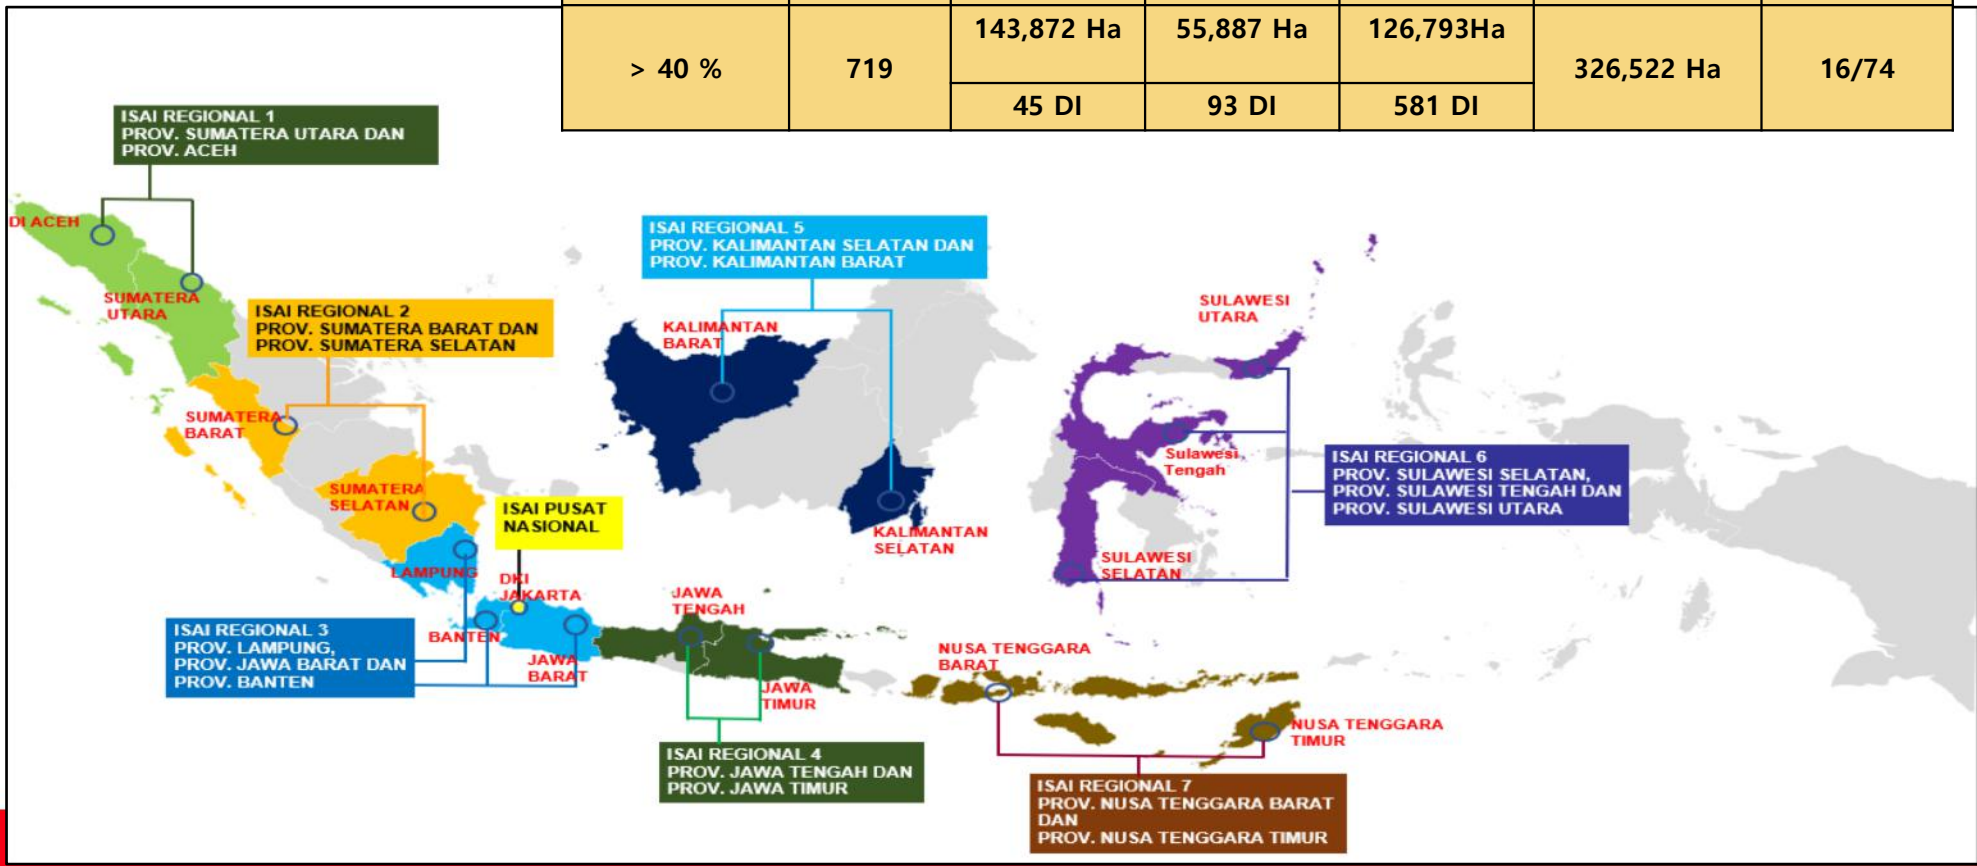 143,872 Ha
55,887 Ha
126,793Ha
> 40 %
719
326,522 Ha
16/74
45 DI
93 DI
581 DI
ISAI REGIONAL 1
PROV. SUMATERA UTARA DAN
PROV. ACEH
DI ACEH
SUMATERA
UTARA
ISAI REGIONAL 2
PROV. SUMATERA BARAT DAN
PROV. SUMATERA SELATAN
SUMATERA
BARAT
SUMATERA
SELATAN
ISAI PUSAT
NASIONAL
LAMPUNG
DKI
JAKARTA
BANTEN
JAWA
BARAT
ISAI REGIONAL 3
PROV. LAMPUNG,
PROV. JAWA BARAT DAN
PROV. BANTEN
JAWA
TENGAH
JAWA
TIMUR
ISAI REGIONAL 4
PROV. JAWA TENGAH DAN
PROV. JAWA TIMUR
ISAI REGIONAL 5
PROV. KALIMANTAN SELATAN DAN
PROV. KALIMANTAN BARAT
KALIMANTAN
BARAT
KALIMANTAN
SELATAN
SULAWESI
UTARA
Sulawesi
Tengah
SULAWESI
SELATAN
ISAI REGIONAL 6
PROV. SULAWESI SELATAN,
PROV. SULAWESI TENGAH DAN
PROV. SULAWESI UTARA
NUSA TENGGARA
BARAT
NUSA TENGGARA
TIMUR
ISAI REGIONAL 7
PROV. NUSA TENGGARA BARAT
DAN
PROV. NUSA TENGGARA TIMUR